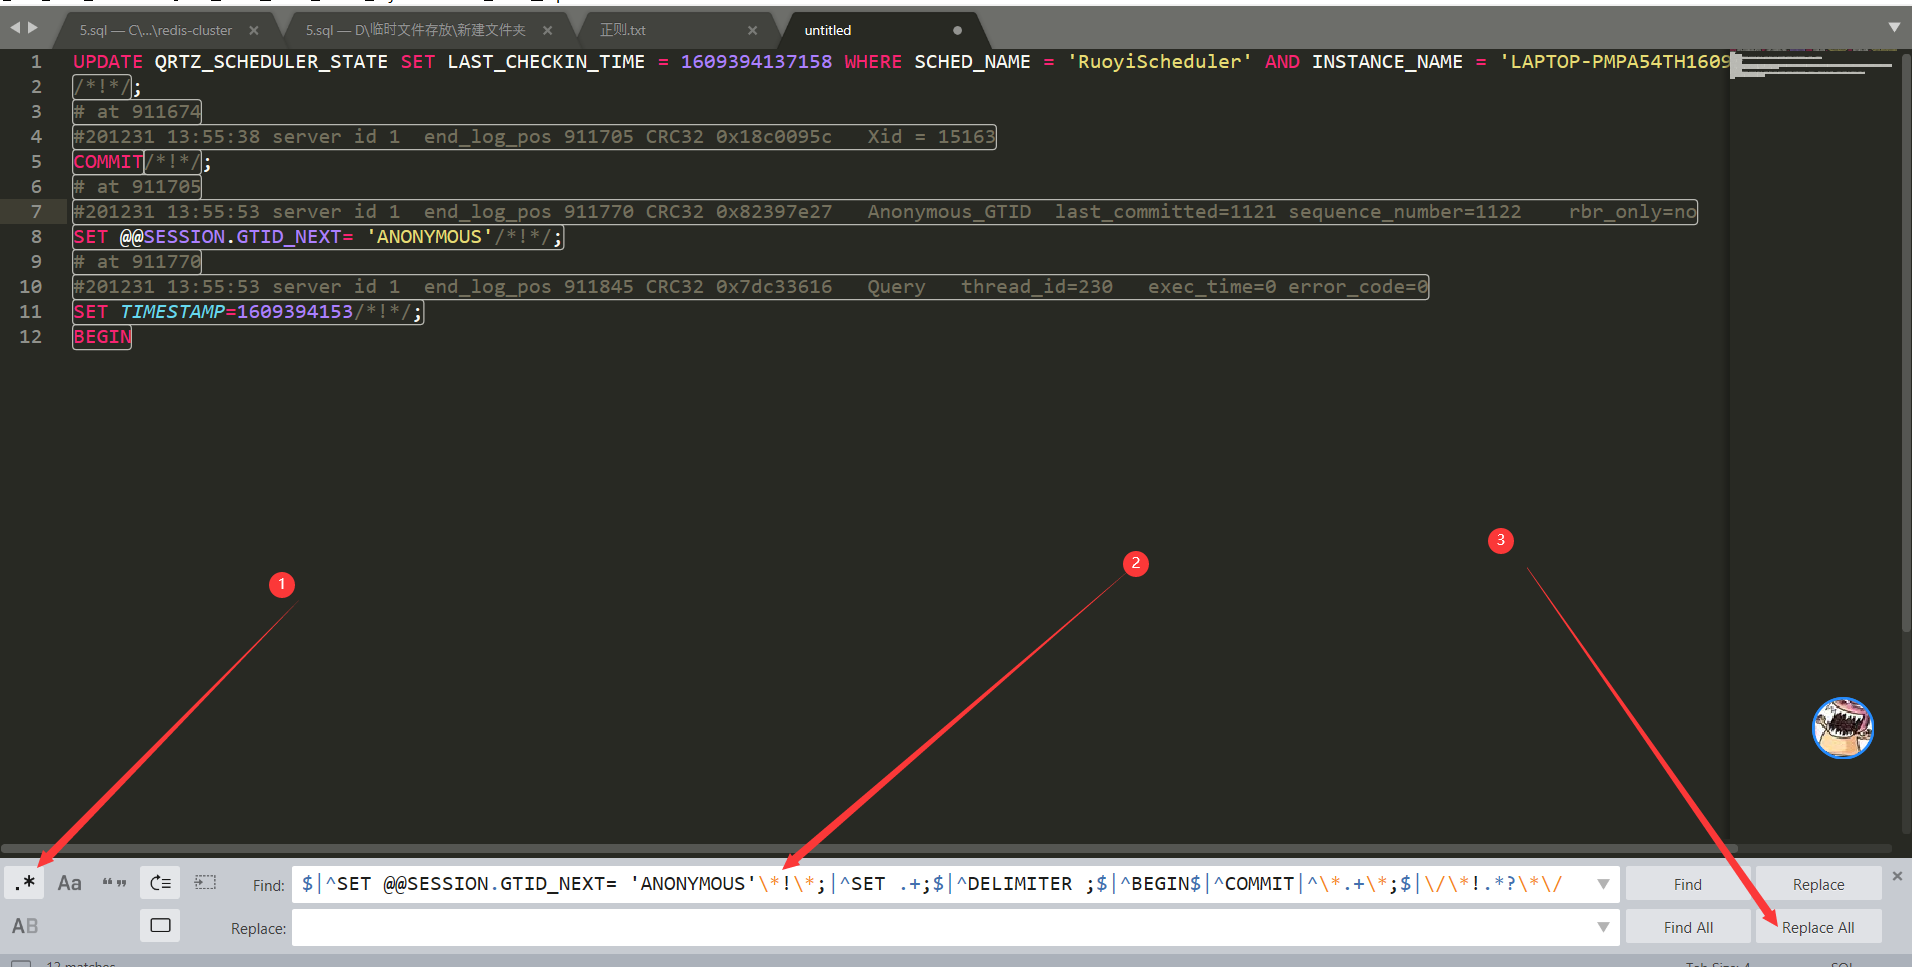 5.sql — C\...\redis-cluster × 5.sql — D\临时文件存放\新建文件夹 × 正则.txt × untitled
1 UPDATE QRTZ_SCHEDULER_STATE SET LAST_CHECKIN_TIME = 1609394137158 WHERE SCHED_NAME = 'RuoyiScheduler' AND INSTANCE_NAME = 'LAPTOP-PMPA54TH1609
2 /*!*/;
3 # at 911674
4 #201231 13:55:38 server id 1  end_log_pos 911705 CRC32 0x18c0095c   Xid = 15163
5 COMMIT/*!*/;
6 # at 911705
7 #201231 13:55:53 server id 1  end_log_pos 911770 CRC32 0x82397e27   Anonymous_GTID  last_committed=1121 sequence_number=1122    rbr_only=no
8 SET @@SESSION.GTID_NEXT= 'ANONYMOUS'/*!*/;
9 # at 911770
10 #201231 13:55:53 server id 1  end_log_pos 911845 CRC32 0x7dc33616   Query   thread_id=230   exec_time=0 error_code=0
11 SET TIMESTAMP=1609394153/*!*/;
12 BEGIN
3
2
1
.* Aa “” Find: $|^SET @@SESSION.GTID_NEXT= 'ANONYMOUS'\*!\*;|^SET .+;$|^DELIMITER ;$|^BEGIN$|^COMMIT|^\*.+\*;$|\/\*!.*?\*\/ Find Replace ×
AB Replace: Find All Replace All